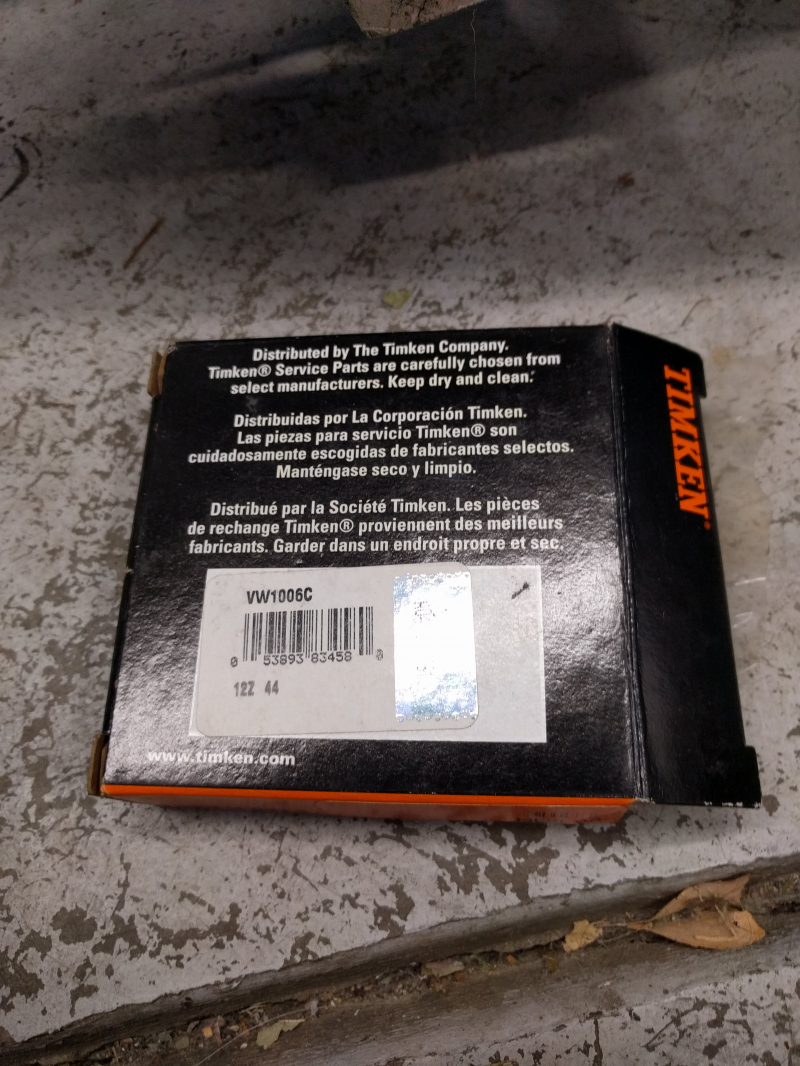 Distributed by The Timken Company.
Timken® Service Parts are carefully chosen from
select manufacturers. Keep dry and clean.
Distribuidas por La Corporación Timken.
Las piezas para servicio Timken® son
cuidadosamente escogidas de fabricantes selectos.
Manténgase seco y limpio.
Distribué par la Société Timken. Les pièces
de rechange Timken® proviennent des meilleurs
fabricants. Garder dans un endroit propre et sec.
VW1006C
0 53893 83458 0
12Z 44
www.timken.com
TIMKEN®